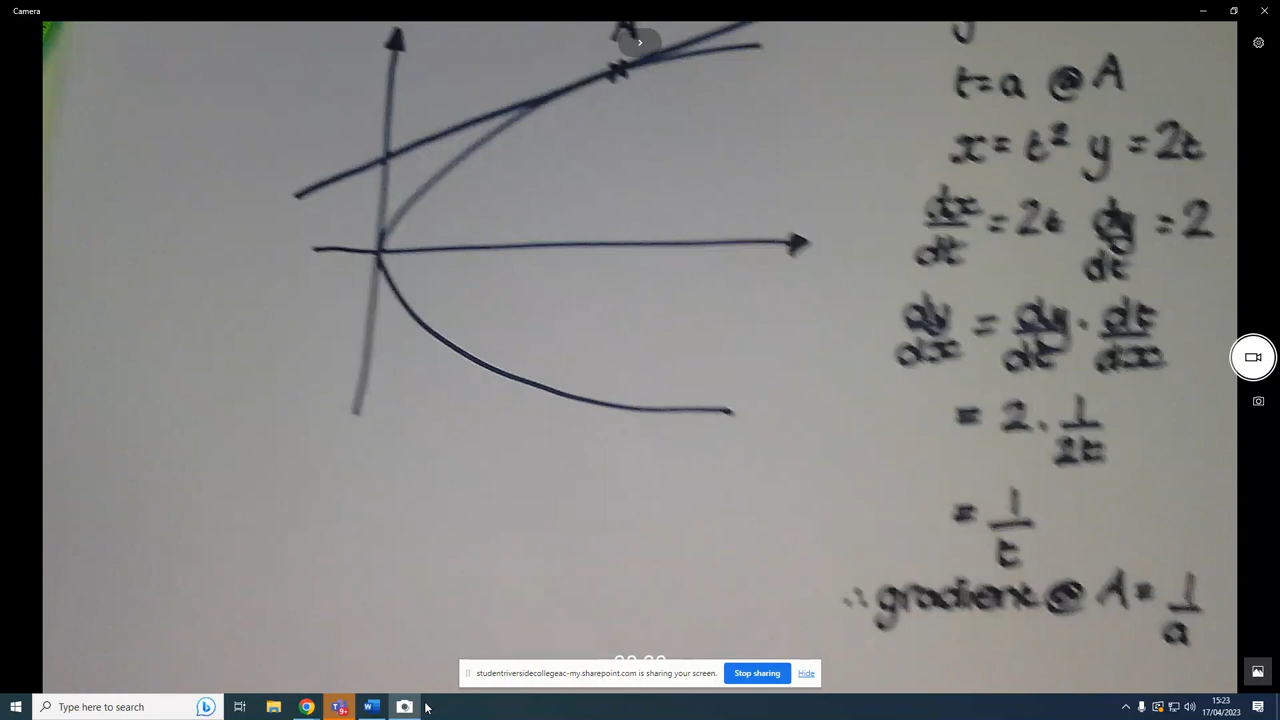 Camera
A
y
t=a @ A
x = t² y = 2t
dx/dt = 2t dy/dt = 2
dy/dx = dy/dt · dt/dx
= 2 · 1/2t
= 1/t
∴ gradient @ A = 1/a
studentriversidecollegeac-my.sharepoint.com is sharing your screen.
Stop sharing
Hide
Type here to search
15:23
17/04/2023